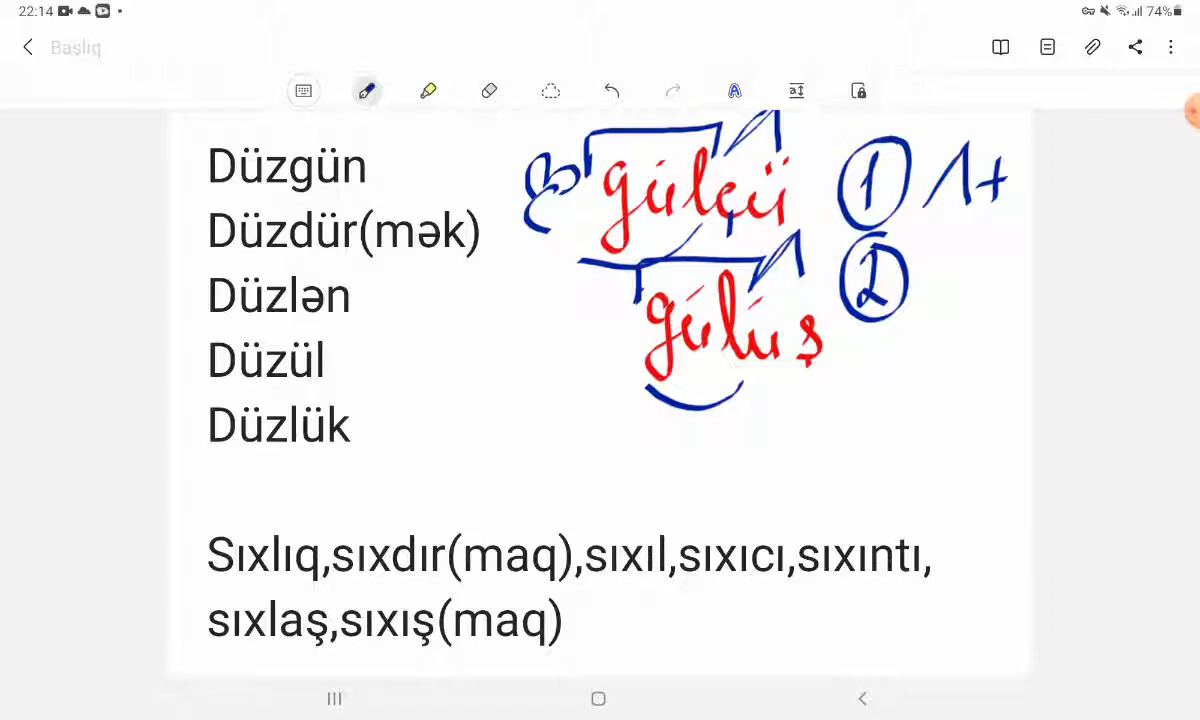 22:14 74%
Başlıq
Düzgün
Düzdür(mək)
Düzlən
Düzül
Düzlük
gülçü 1 1+
gülüş 2
Sıxlıq,sıxdır(maq),sıxıl,sıxıcı,sıxıntı,
sıxlaş,sıxış(maq)